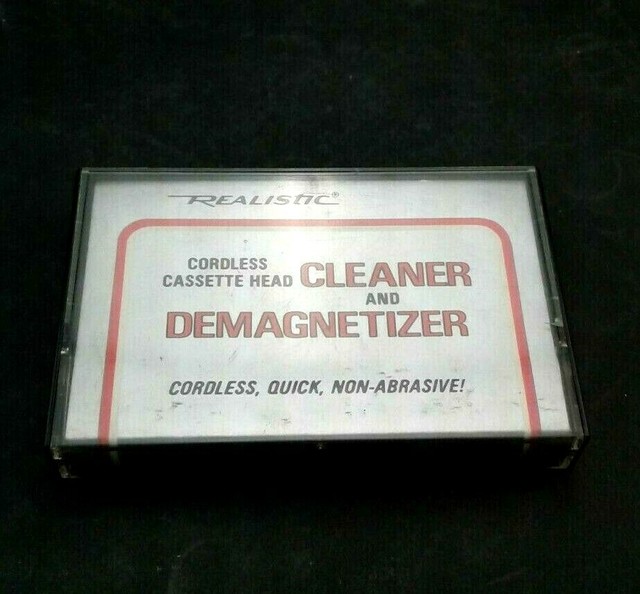 REALISTIC®
CORDLESS
CASSETTE HEAD CLEANER
AND
DEMAGNETIZER
CORDLESS, QUICK, NON-ABRASIVE!